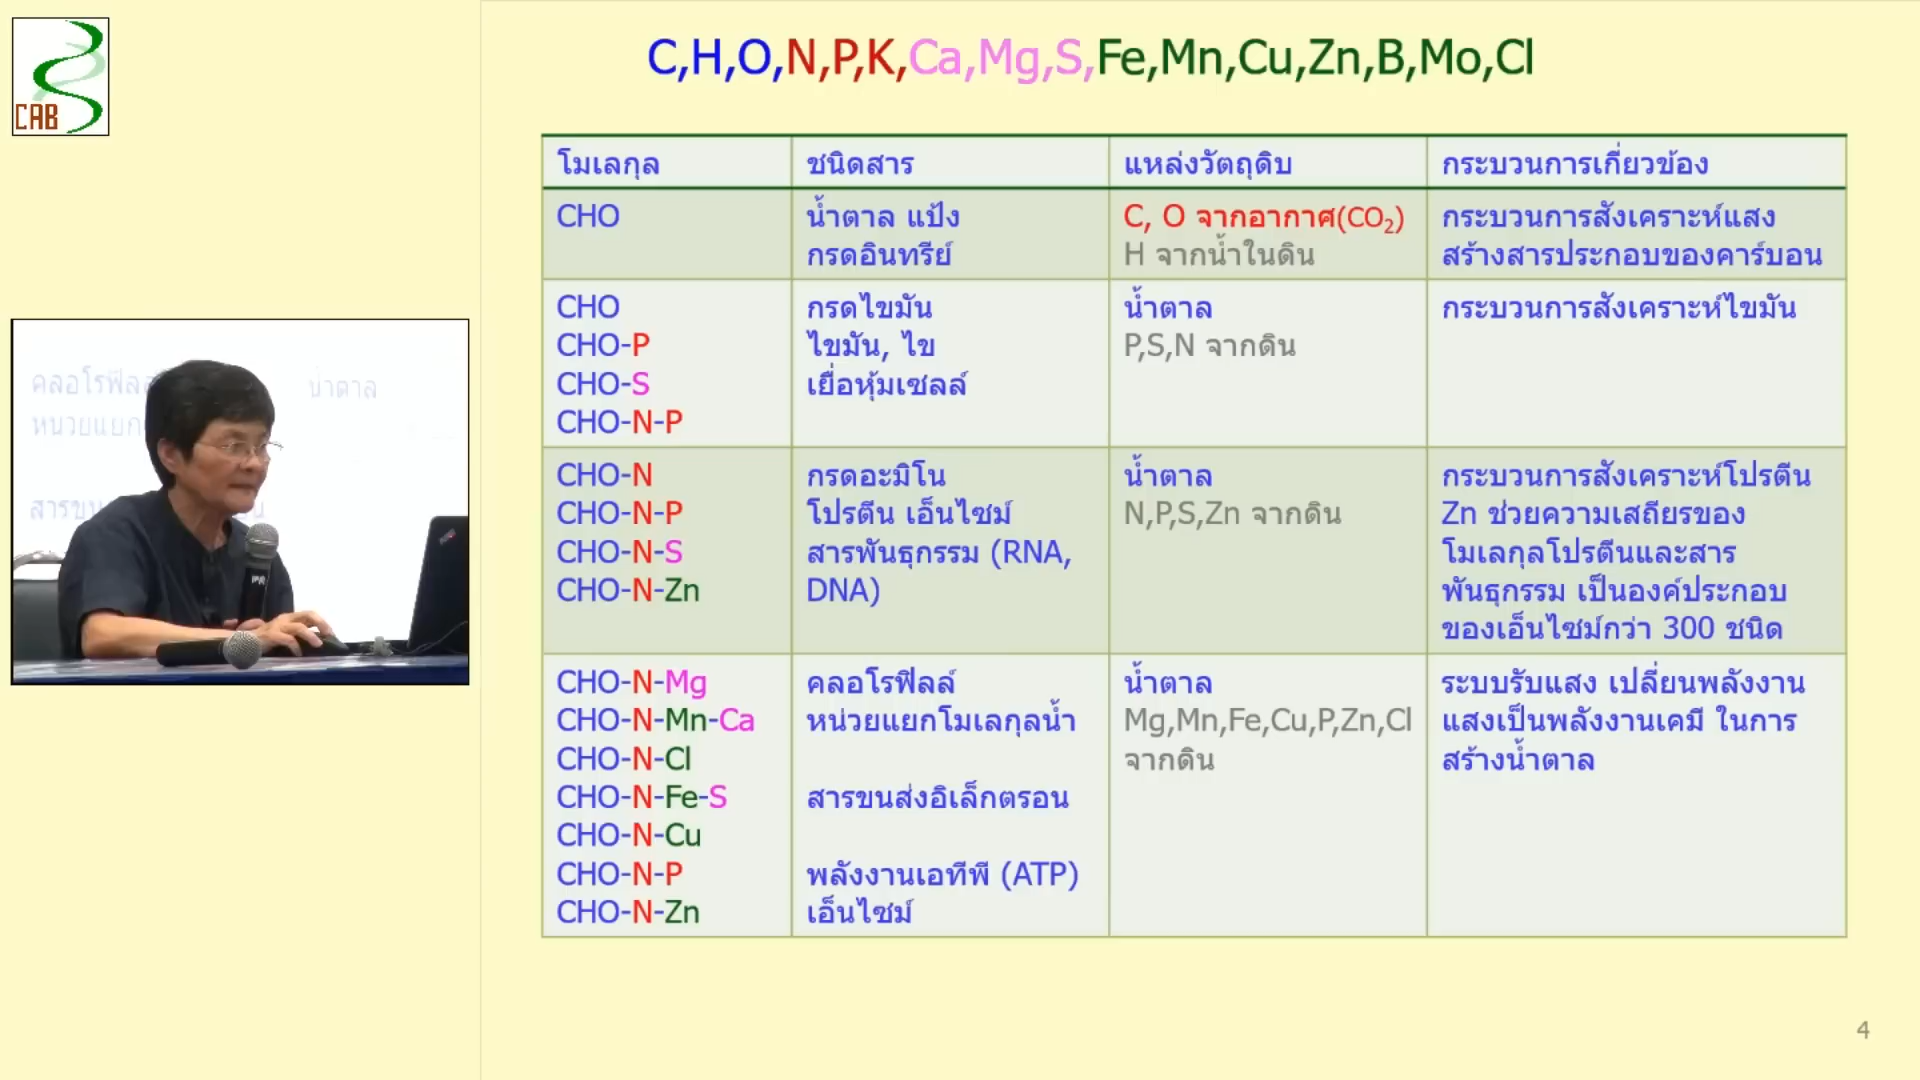 CAB
C,H,O,N,P,K,Ca,Mg,S,Fe,Mn,Cu,Zn,B,Mo,Cl
โมเลกุล
ชนิดสาร
แหล่งวัตถุดิบ
กระบวนการเกี่ยวข้อง
CHO
น้ำตาล แป้ง
กรดอินทรีย์
C, O จากอากาศ(CO₂)
H จากน้ำในดิน
กระบวนการสังเคราะห์แสง
สร้างสารประกอบของคาร์บอน
CHO
CHO-P
CHO-S
CHO-N-P
กรดไขมัน
ไขมัน, ไข
เยื่อหุ้มเซลล์
น้ำตาล
P,S,N จากดิน
กระบวนการสังเคราะห์ไขมัน
CHO-N
CHO-N-P
CHO-N-S
CHO-N-Zn
กรดอะมิโน
โปรตีน เอ็นไซม์
สารพันธุกรรม (RNA,
DNA)
น้ำตาล
N,P,S,Zn จากดิน
กระบวนการสังเคราะห์โปรตีน
Zn ช่วยความเสถียรของ
โมเลกุลโปรตีนและสาร
พันธุกรรม เป็นองค์ประกอบ
ของเอ็นไซม์กว่า 300 ชนิด
CHO-N-Mg
CHO-N-Mn-Ca
CHO-N-Cl
CHO-N-Fe-S
CHO-N-Cu
CHO-N-P
CHO-N-Zn
คลอโรฟิลล์
หน่วยแยกโมเลกุลน้ำ
สารขนส่งอิเล็กตรอน
พลังงานเอทีพี (ATP)
เอ็นไซม์
น้ำตาล
Mg,Mn,Fe,Cu,P,Zn,Cl
จากดิน
ระบบรับแสง เปลี่ยนพลังงาน
แสงเป็นพลังงานเคมี ในการ
สร้างน้ำตาล
น้ำตาล
4